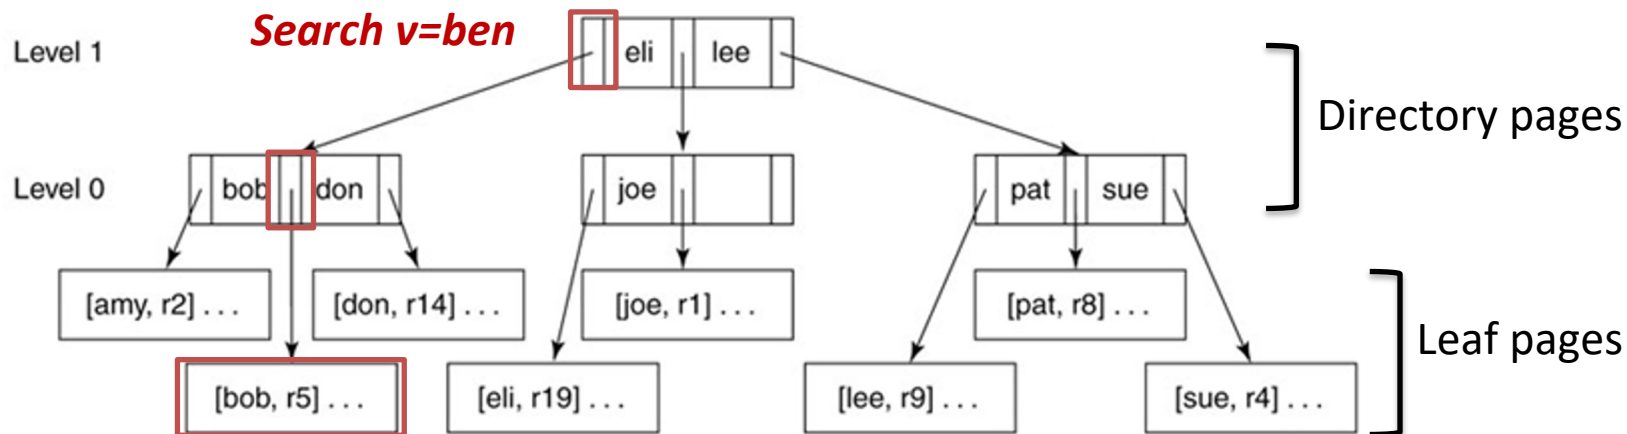 Search v=ben
Level 1
eli
lee
Directory pages
Level 0
bob
don
joe
pat
sue
[amy, r2] . . .
[don, r14] . . .
[joe, r1] . . .
[pat, r8] . . .
Leaf pages
[bob, r5] . . .
[eli, r19] . . .
[lee, r9] . . .
[sue, r4] . . .